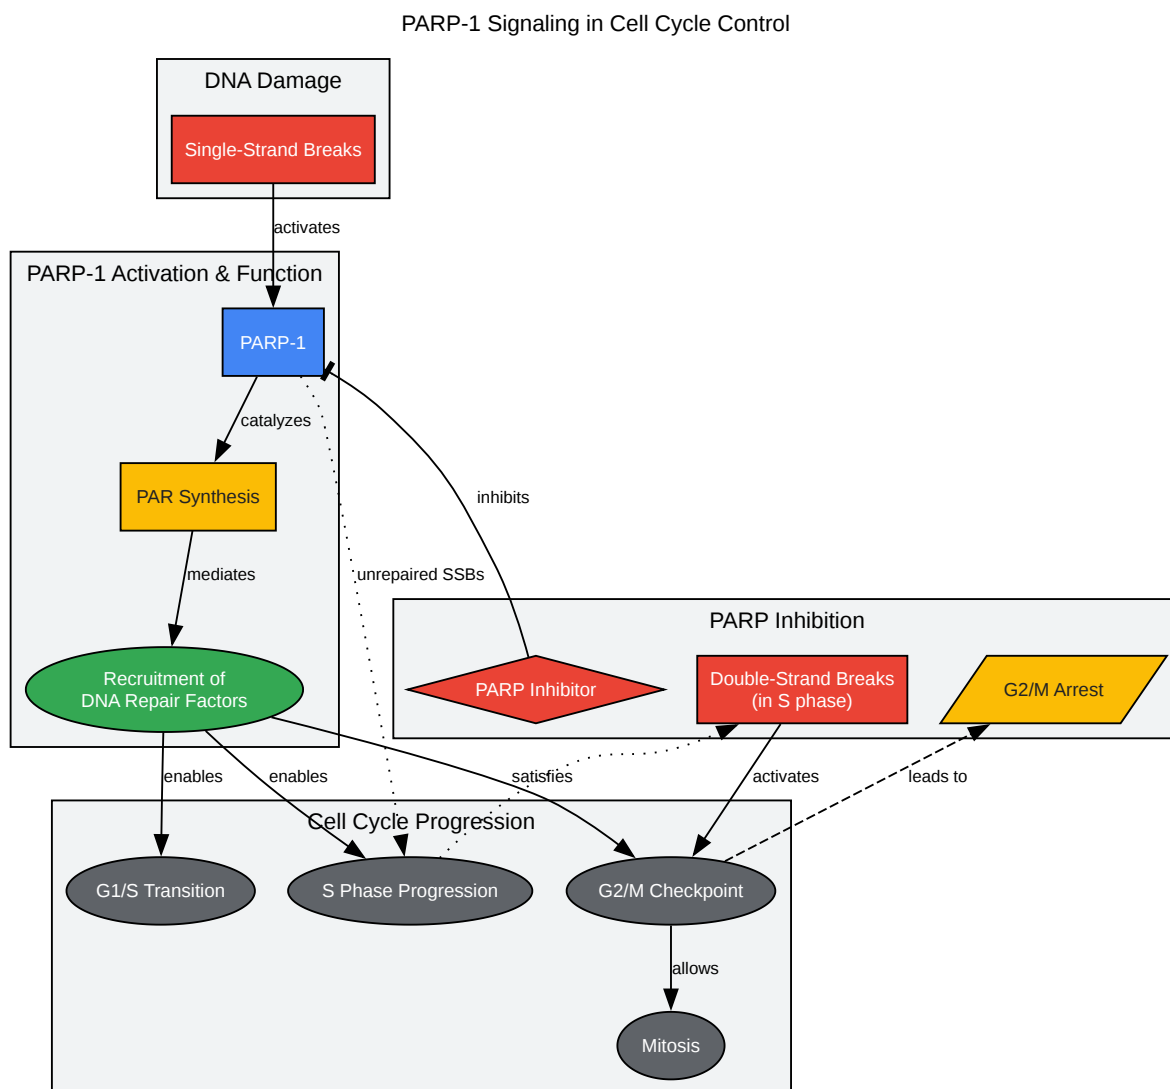 PARP-1 Signaling in Cell Cycle Control
DNA Damage
Single-Strand Breaks
activates
PARP-1 Activation & Function
PARP-1
catalyzes
PAR Synthesis
inhibits
mediates
unrepaired SSBs
PARP Inhibition
Recruitment of
DNA Repair Factors
PARP Inhibitor
Double-Strand Breaks
(in S phase)
G2/M Arrest
enables
enables
satisfies
activates
leads to
Cell Cycle Progression
G1/S Transition
S Phase Progression
G2/M Checkpoint
allows
Mitosis